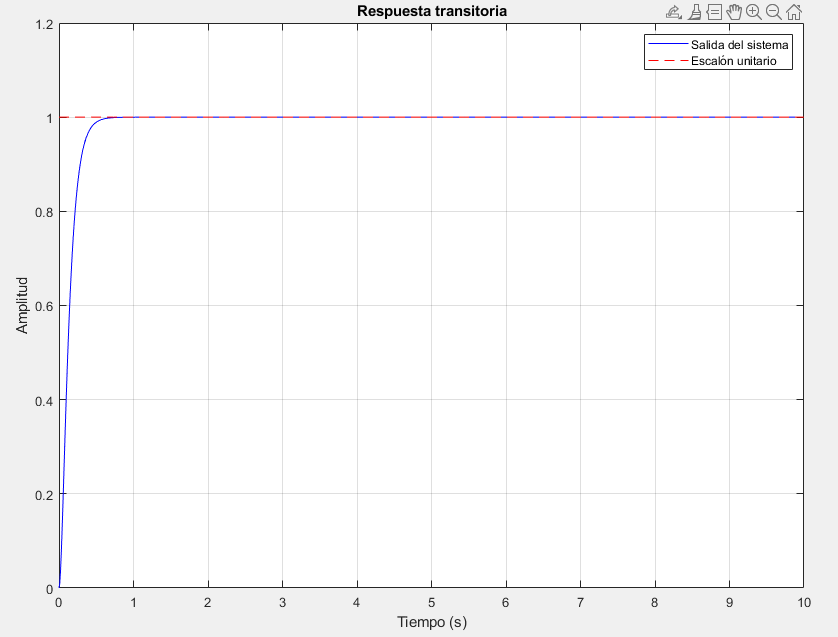 Respuesta transitoria
Salida del sistema
Escalón unitario
1.2
1
0.8
0.6
0.4
0.2
0
Amplitud
0 1 2 3 4 5 6 7 8 9 10
Tiempo (s)